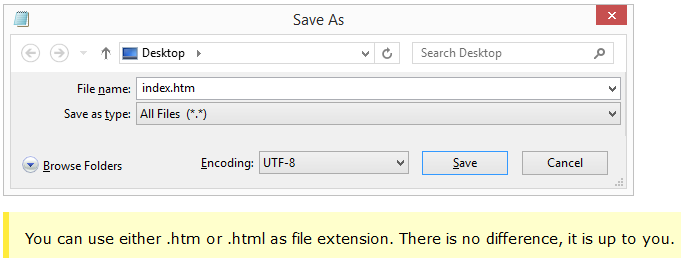 Save As
Desktop
Search Desktop
File name: index.htm
Save as type: All Files (*.*)
Browse Folders Encoding: UTF-8 Save Cancel
You can use either .htm or .html as file extension. There is no difference, it is up to you.